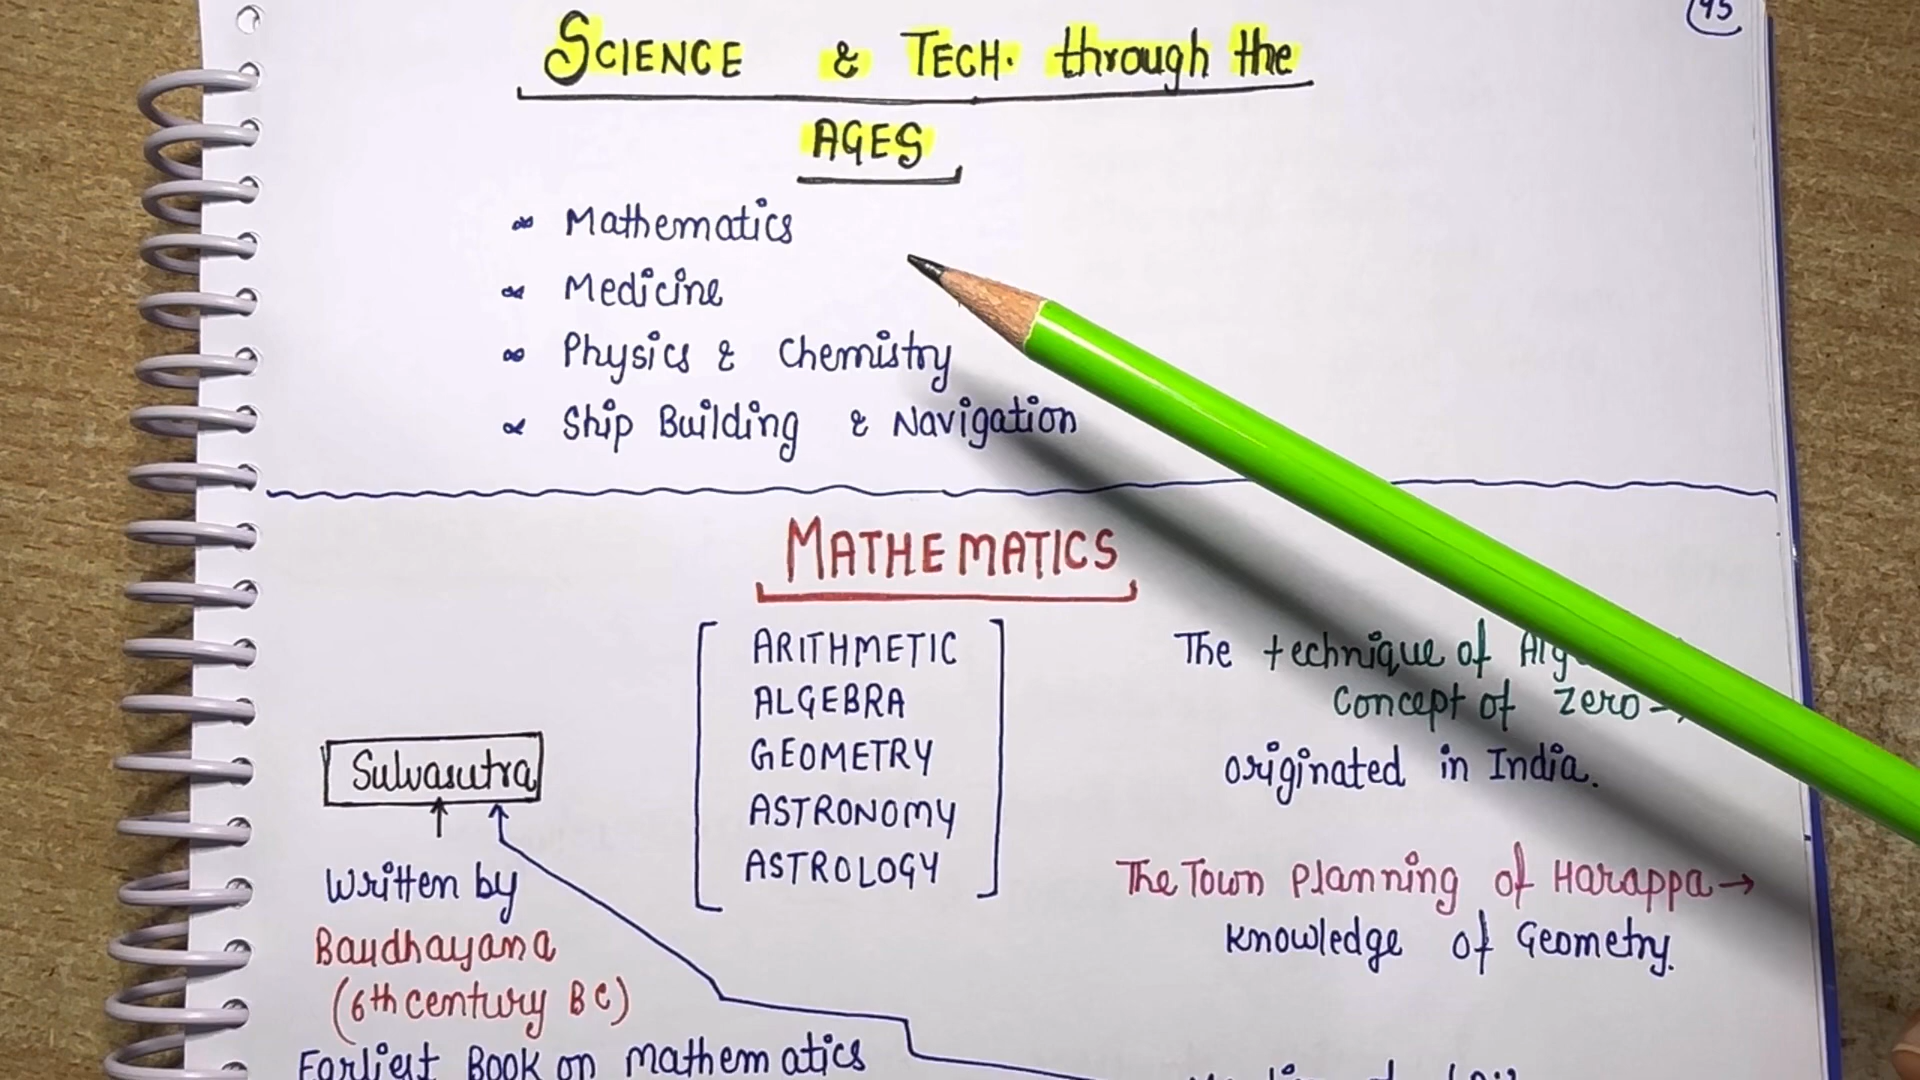 95
SCIENCE & TECH. through the
AGES
Mathematics
Medicine
Physics & Chemistry
Ship Building & Navigation
MATHEMATICS
ARITHMETIC
ALGEBRA
GEOMETRY
ASTRONOMY
ASTROLOGY
The technique of
Concept of Zero
originated in India.
The Town Planning of Harappa →
Knowledge of Geometry.
Sulvasutra
Written by
Baudhayana
(6th century BC)
Earliest Book on mathematics